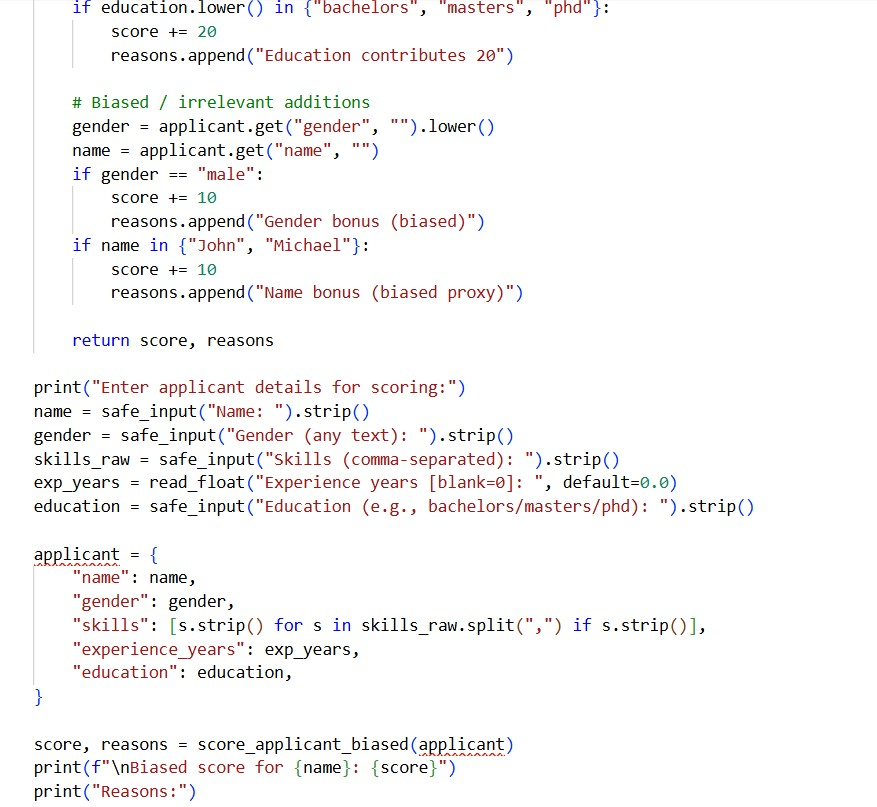 if education.lower() in {"bachelors", "masters", "phd"}:
score += 20
reasons.append("Education contributes 20")
# Biased / irrelevant additions
gender = applicant.get("gender", "").lower()
name = applicant.get("name", "")
if gender == "male":
score += 10
reasons.append("Gender bonus (biased)")
if name in {"John", "Michael"}:
score += 10
reasons.append("Name bonus (biased proxy)")
return score, reasons
print("Enter applicant details for scoring:")
name = safe_input("Name: ").strip()
gender = safe_input("Gender (any text): ").strip()
skills_raw = safe_input("Skills (comma-separated): ").strip()
exp_years = read_float("Experience years [blank=0]: ", default=0.0)
education = safe_input("Education (e.g., bachelors/masters/phd): ").strip()
applicant = {
"name": name,
"gender": gender,
"skills": [s.strip() for s in skills_raw.split(",") if s.strip()],
"experience_years": exp_years,
"education": education,
}
score, reasons = score_applicant_biased(applicant)
print(f"\nBiased score for {name}: {score}")
print("Reasons:")